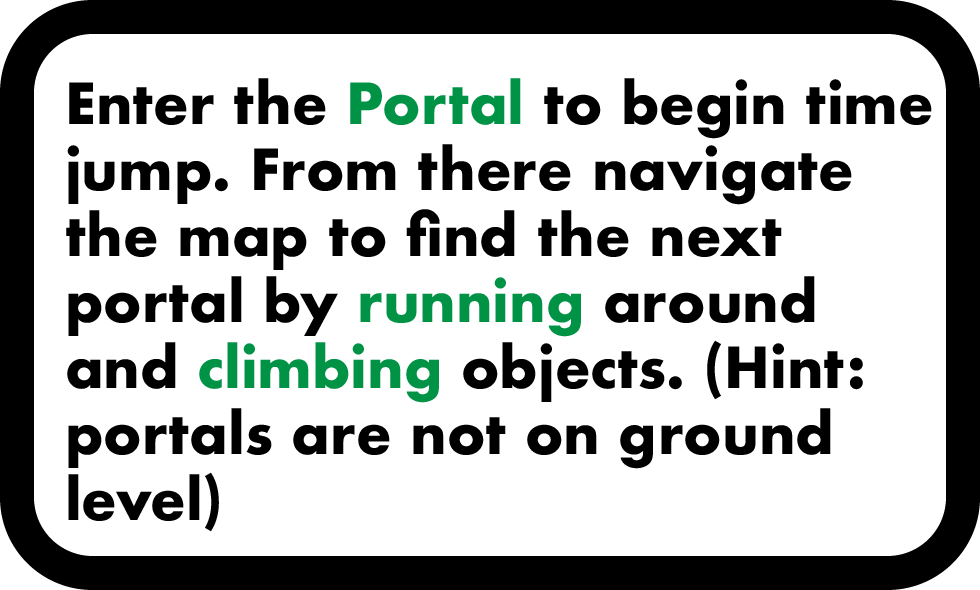 Enter the Portal to begin time
jump. From there navigate
the map to find the next
portal by running around
and climbing objects. (Hint:
portals are not on ground
level)